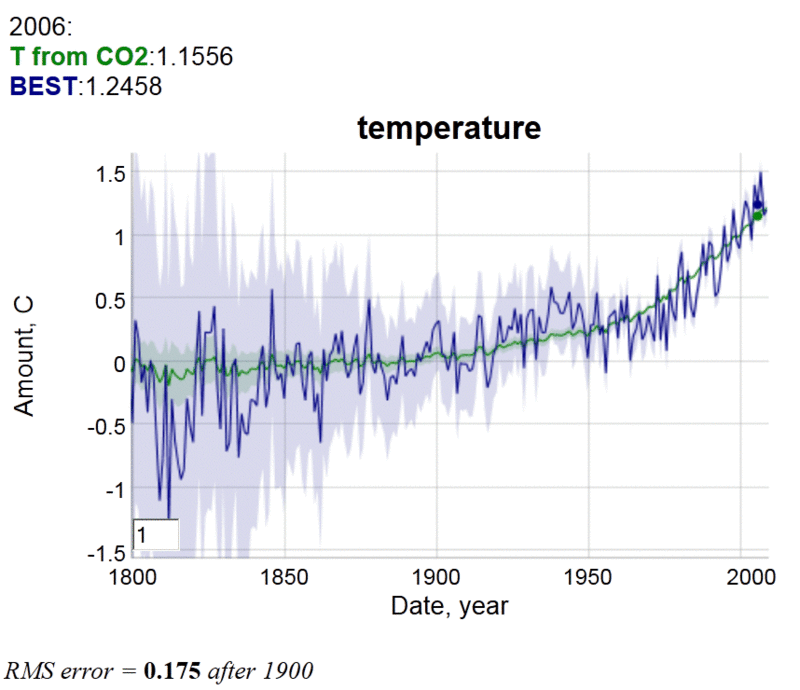 2006:
T from CO2:1.1556
BEST:1.2458
temperature
1.5
1
0.5
0
-0.5
-1
-1.5
1
1800 1850 1900 1950 2000
Amount, C
Date, year
RMS error = 0.175 after 1900